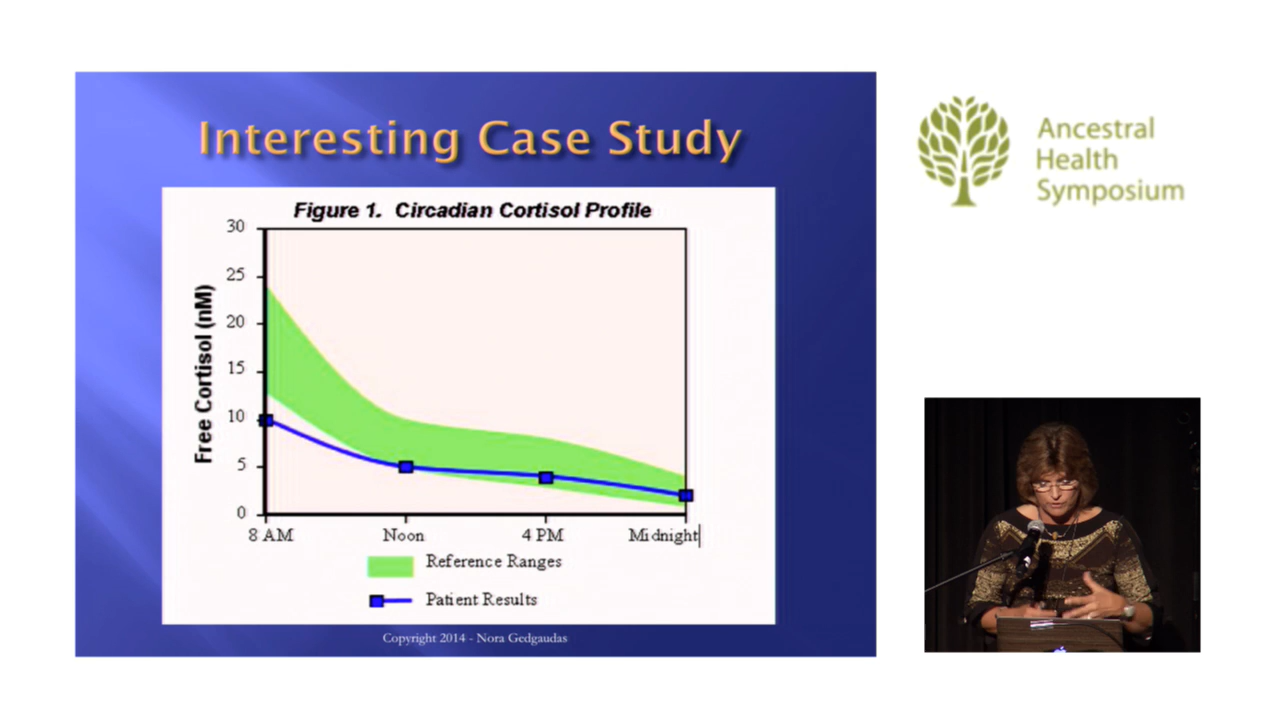 Interesting Case Study
Figure 1. Circadian Cortisol Profile
Free Cortisol (nM)
30
25
20
15
10
5
0
8 AM Noon 4 PM Midnight
Reference Ranges
Patient Results
Copyright 2014 - Nora Gedgaudas
Ancestral
Health
Symposium